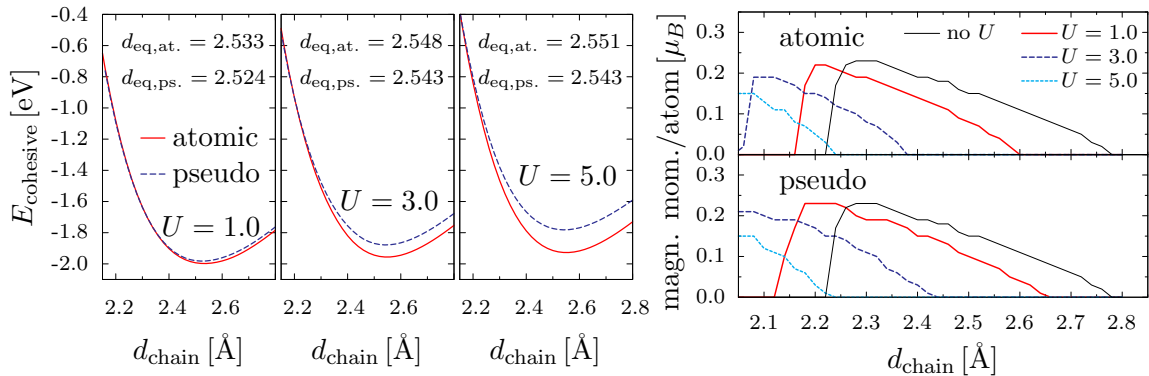 -0.4
-0.6
-0.8
-1.0
-1.2
-1.4
-1.6
-1.8
-2.0
E_cohesive [eV]
d_eq,at. = 2.533
d_eq,ps. = 2.524
atomic
pseudo
U = 1.0
2.2 2.4 2.6
d_chain [Å]
d_eq,at. = 2.548
d_eq,ps. = 2.543
U = 3.0
2.2 2.4 2.6
d_chain [Å]
d_eq,at. = 2.551
d_eq,ps. = 2.543
U = 5.0
2.2 2.4 2.6 2.8
d_chain [Å]
magn. mom./atom [μ_B]
0.3
0.2
0.1
0.0
atomic
no U
U = 1.0
U = 3.0
U = 5.0
0.3
0.2
0.1
0.0
pseudo
2.1 2.2 2.3 2.4 2.5 2.6 2.7 2.8
d_chain [Å]